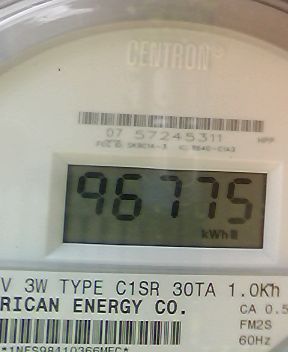 CENTRON®
07 57245311 HPP
96775
kWh
V 3W TYPE C1SR 30TA 1.0Kh
RICAN ENERGY CO. CA 0.5
FM2S
60Hz